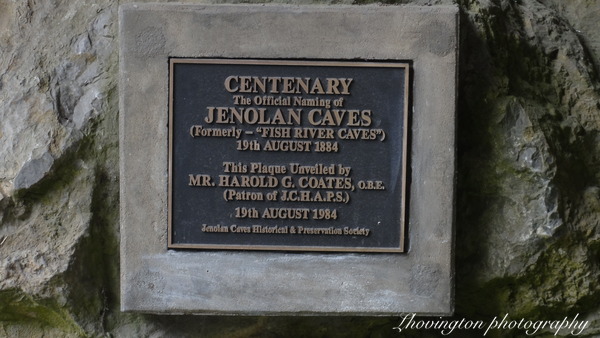 CENTENARY
The Official Naming of
JENOLAN CAVES
(Formerly – "FISH RIVER CAVES")
19th AUGUST 1884
This Plaque Unveiled by
MR. HAROLD G. COATES, O.B.E.
(Patron of J.C.H.A.P.S.)
19th AUGUST 1984
Jenolan Caves Historical & Preservation Society
Lhovington photography